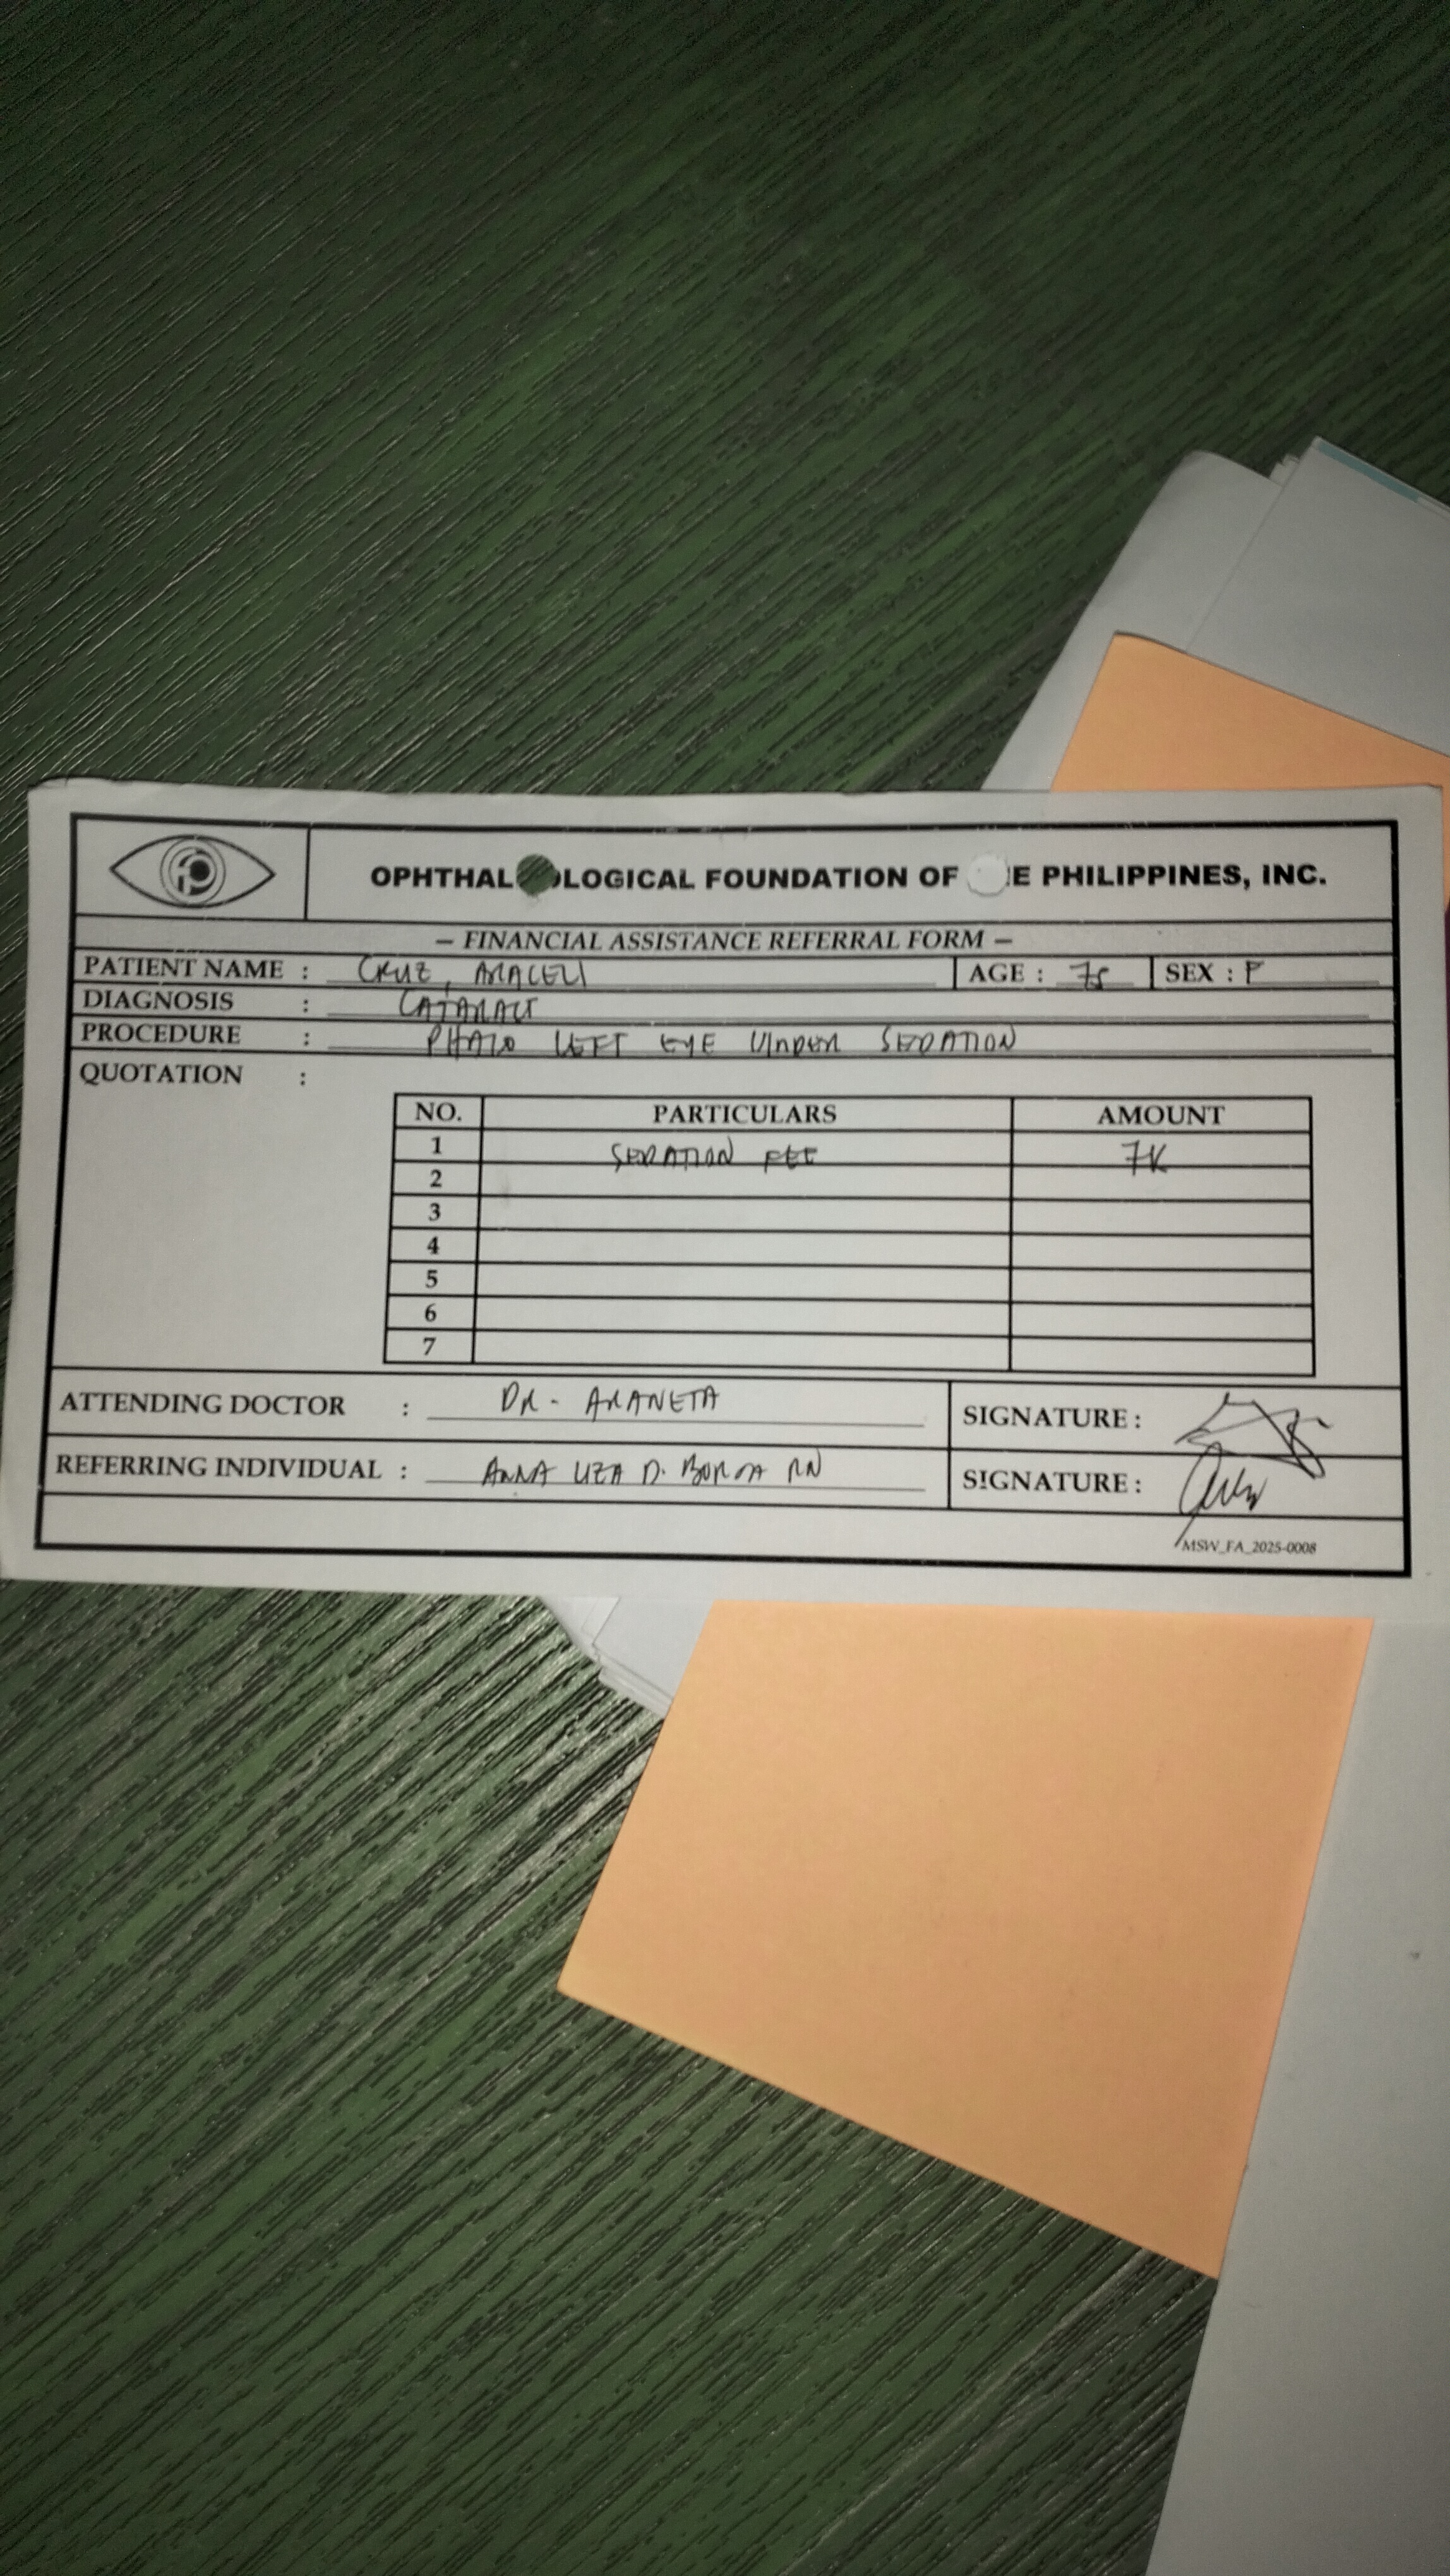 OPHTHAL LOGICAL FOUNDATION OF E PHILIPPINES, INC.
– FINANCIAL ASSISTANCE REFERRAL FORM –
PATIENT NAME : CRUZ, ARACELI AGE : 75 SEX : F
DIAGNOSIS : CATARACT
PROCEDURE : PHACO LEFT EYE UNDER SEDATION
QUOTATION :
NO. PARTICULARS AMOUNT
1 SEDATION FEE 7K
2
3
4
5
6
7
ATTENDING DOCTOR : DR. ARANETA SIGNATURE :
REFERRING INDIVIDUAL : ANNA LIZA D. BORJA RN SIGNATURE :
MSW_FA_2025-0008